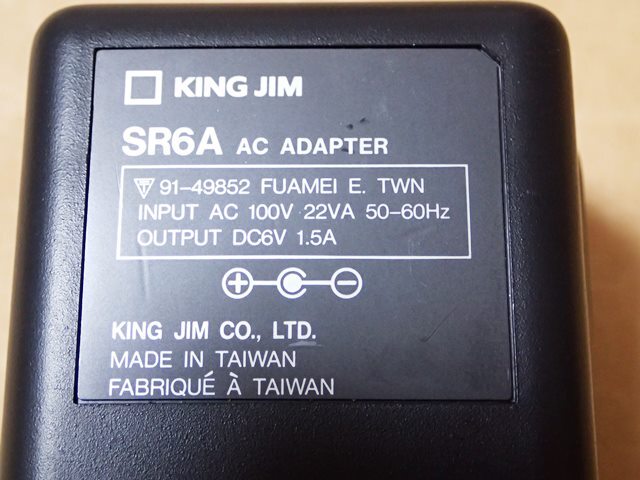 KING JIM
SR6A AC ADAPTER
91-49852 FUAMEI E. TWN
INPUT AC 100V 22VA 50-60Hz
OUTPUT DC6V 1.5A
KING JIM CO., LTD.
MADE IN TAIWAN
FABRIQUÉ À TAIWAN